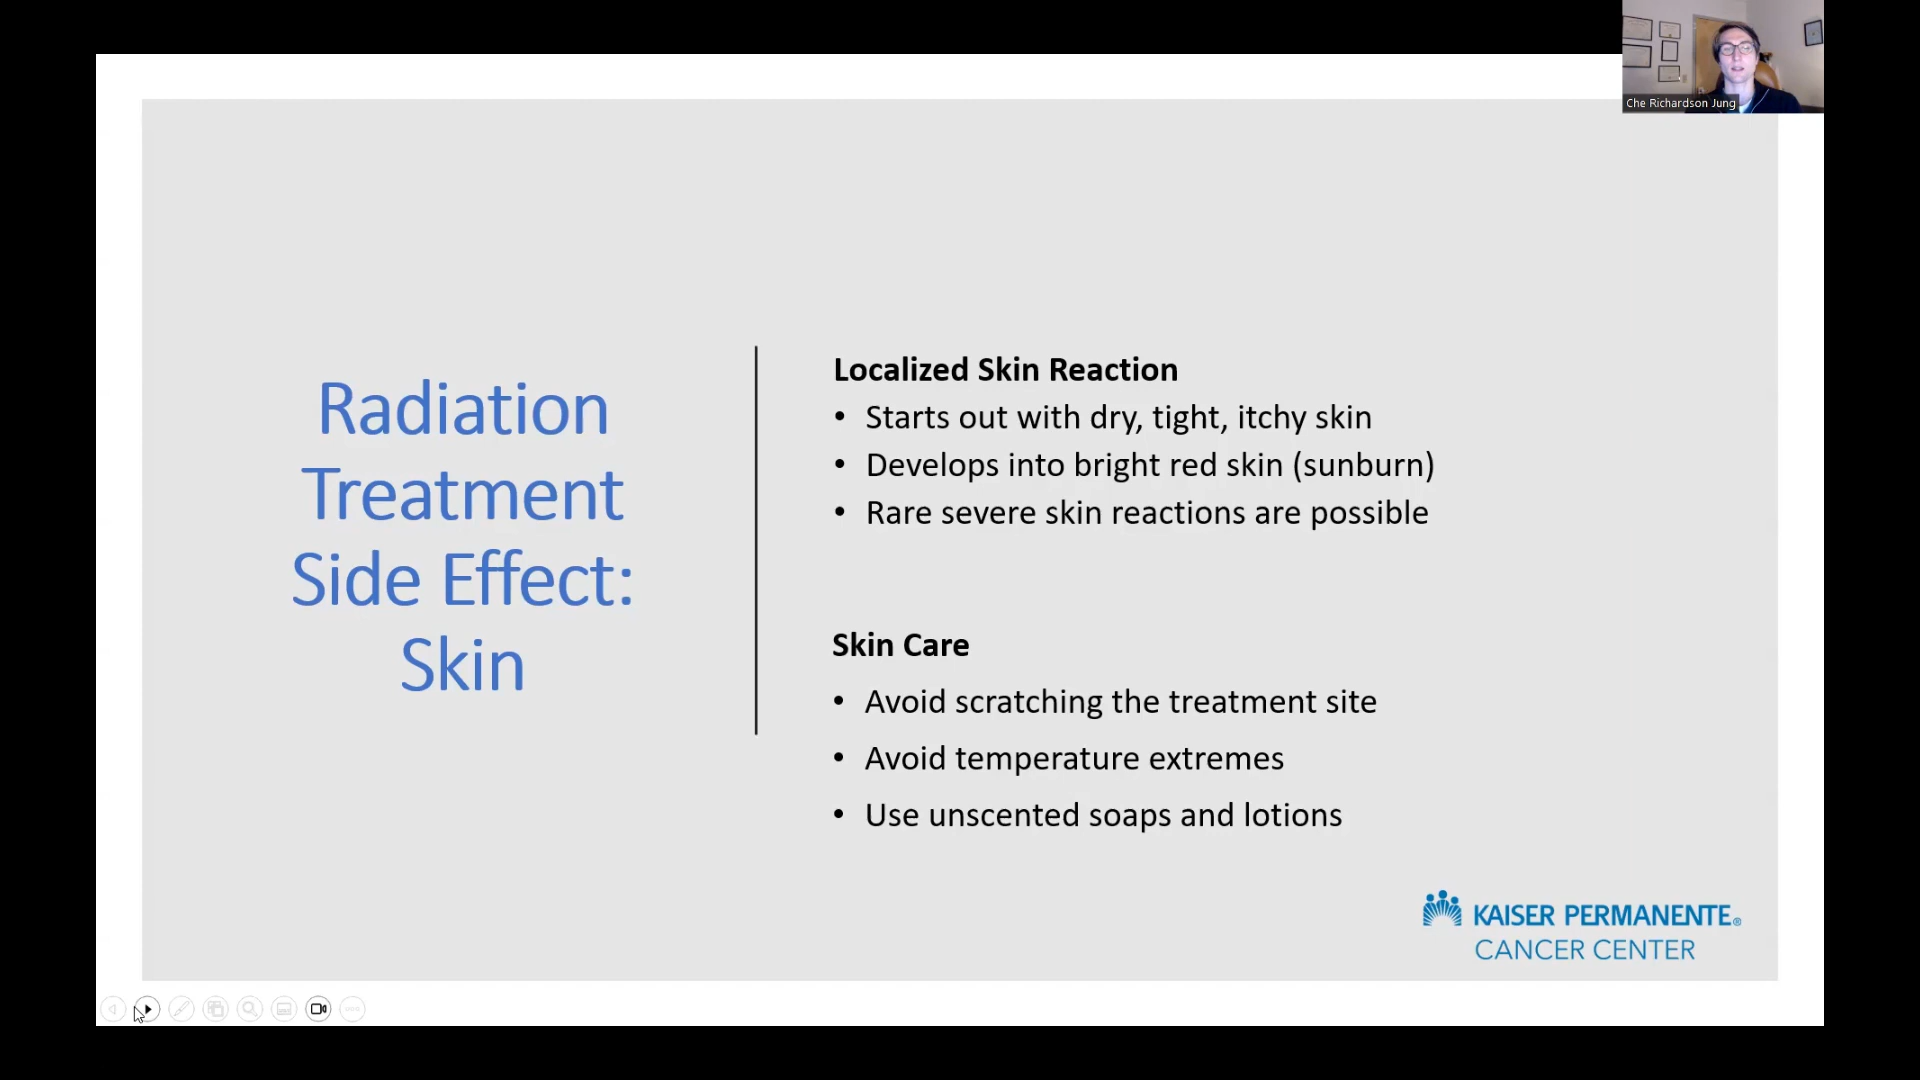 Che Richardson Jung
Radiation
Treatment
Side Effect:
Skin
Localized Skin Reaction
• Starts out with dry, tight, itchy skin
• Develops into bright red skin (sunburn)
• Rare severe skin reactions are possible
Skin Care
• Avoid scratching the treatment site
• Avoid temperature extremes
• Use unscented soaps and lotions
KAISER PERMANENTE®
CANCER CENTER